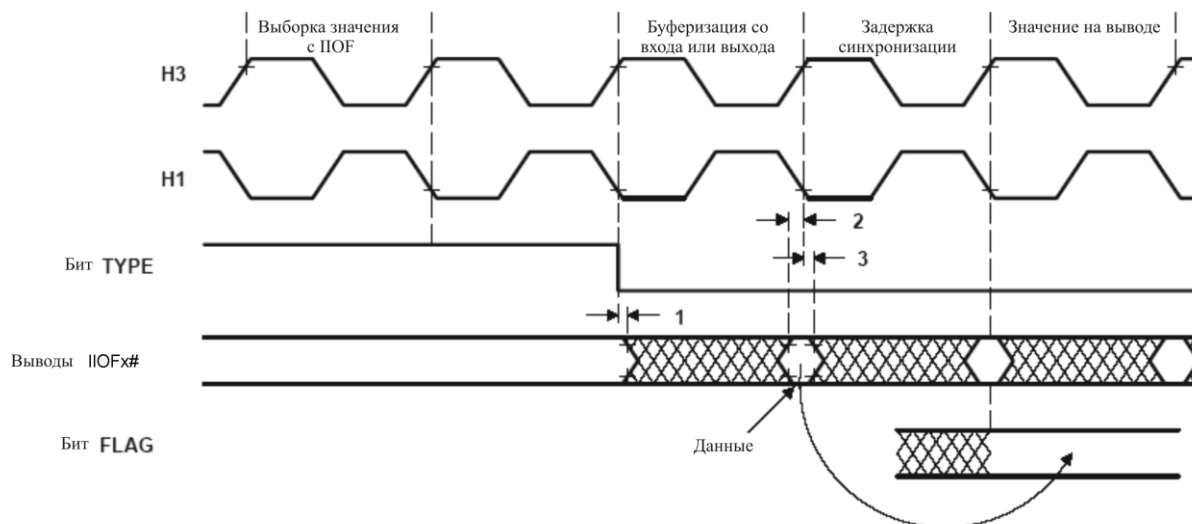 Выборка значения
с IIOF
Буферизация со
входа или выхода
Задержка
синхронизации
Значение на выводе
H3
H1
2
Бит TYPE
3
1
Выводы IIOFx#
Данные
Бит FLAG